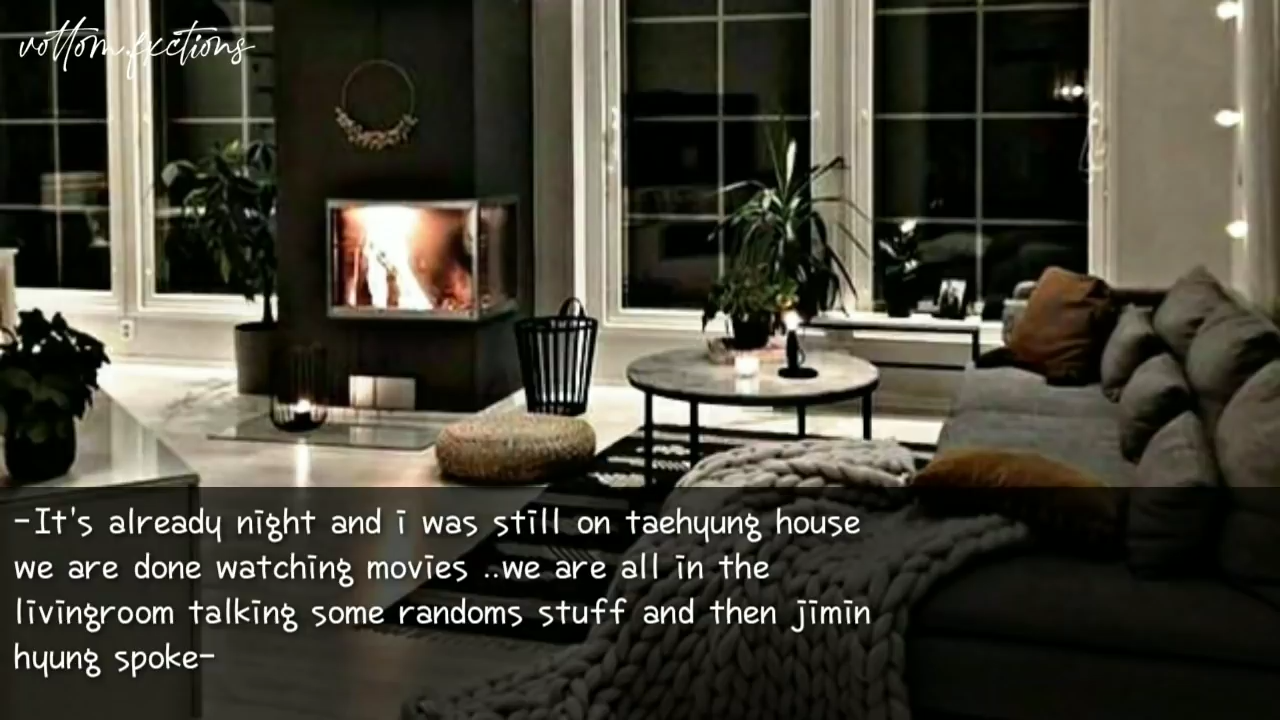 vottom.fxctions
-It's already night and i was still on taehyung house
we are done watching movies ..we are all in the
livingroom talking some randoms stuff and then jimin
hyung spoke-